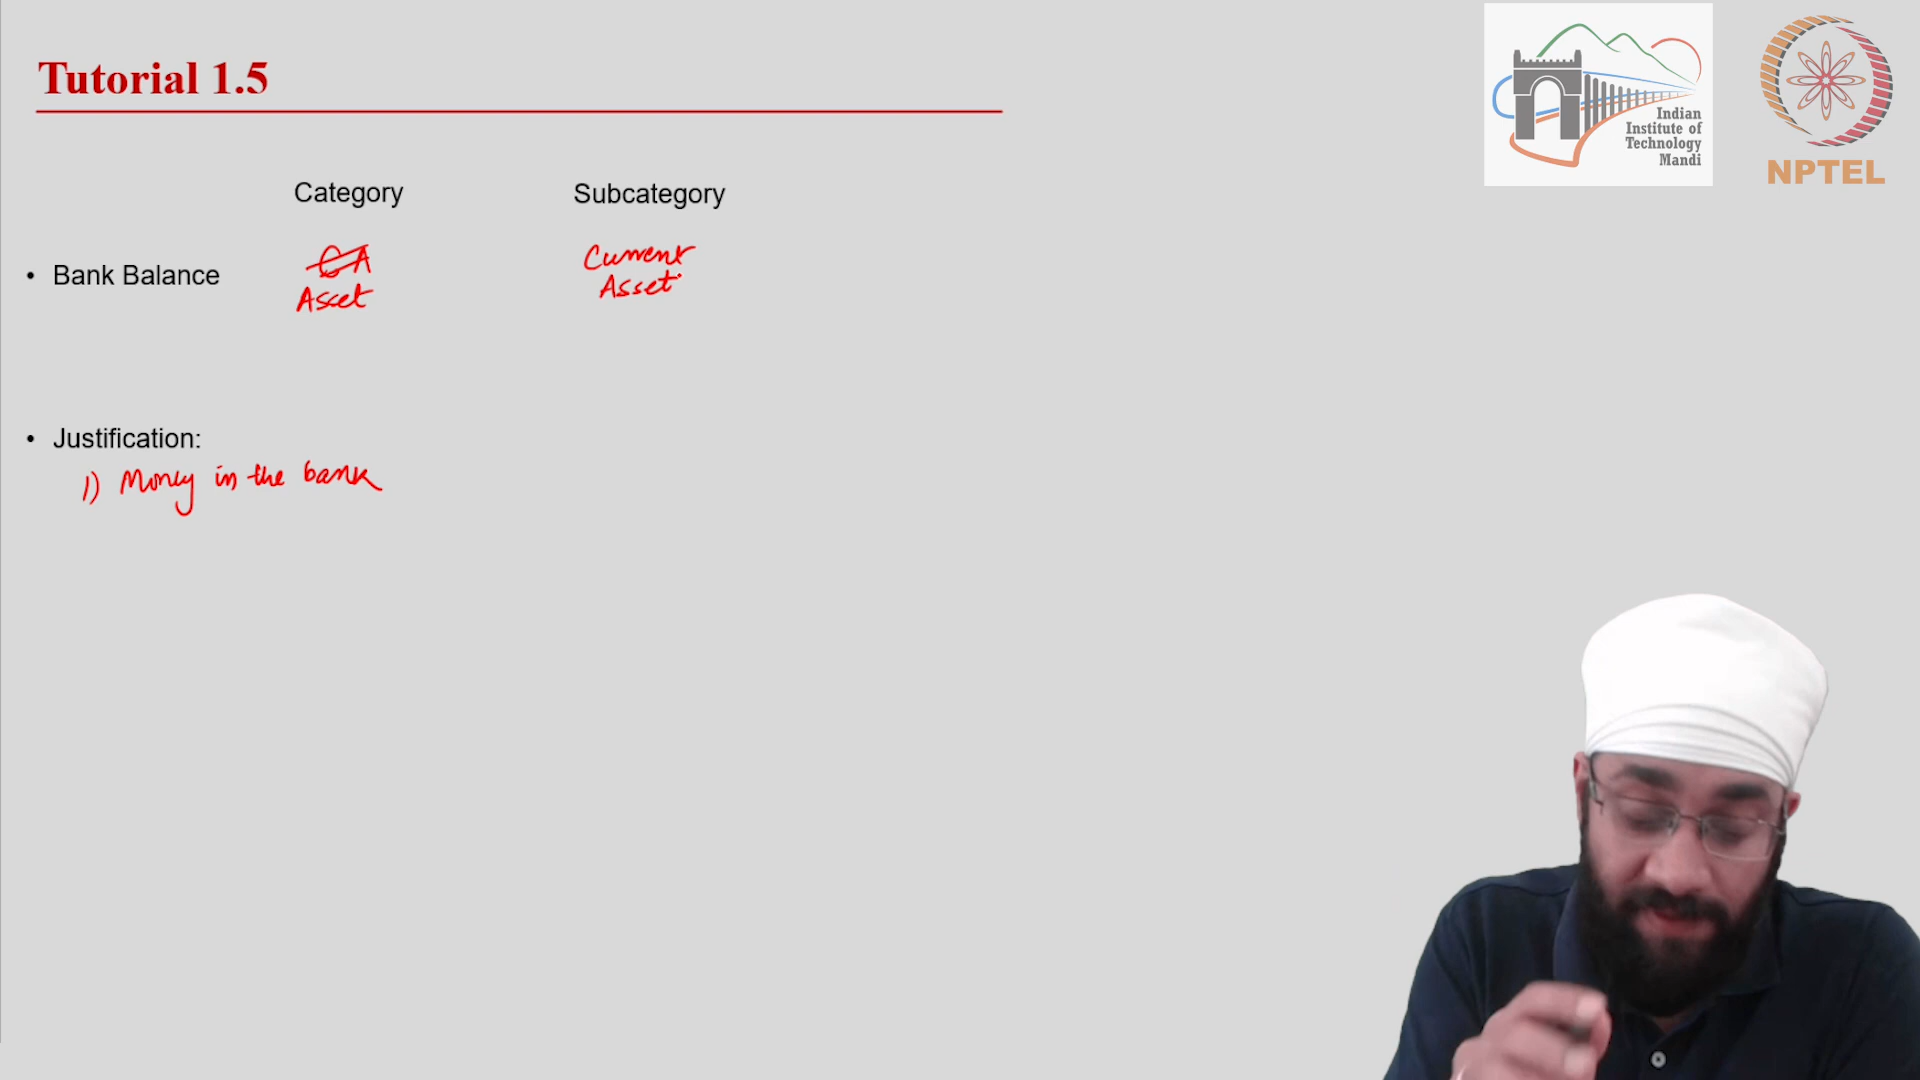 Tutorial 1.5
Indian
Institute of
Technology
Mandi
NPTEL
Category
Subcategory
• Bank Balance
CA
Asset
Current
Asset
• Justification:
1) Money in the bank